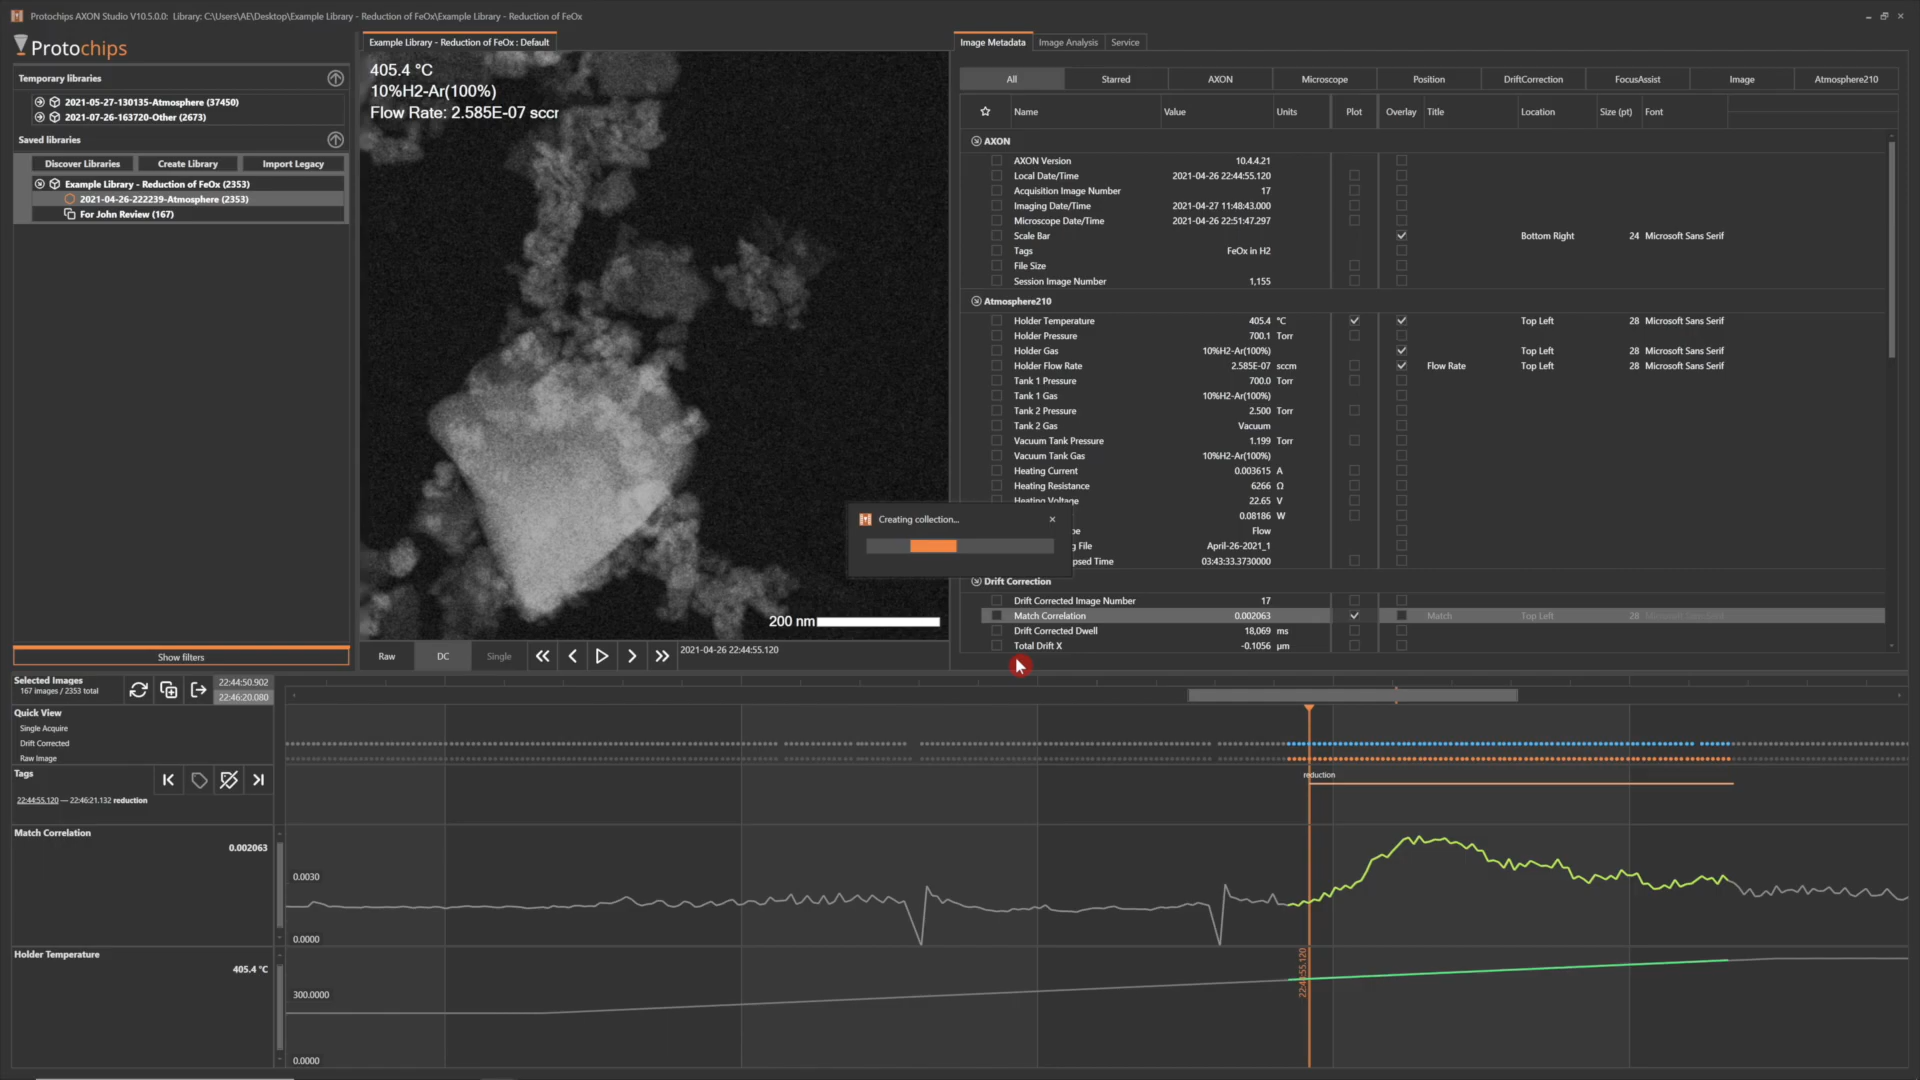 Protochips AXON Studio V10.5.0.0: Library: C:\Users\AE\Desktop\Example Library - Reduction of FeOx\Example Library - Reduction of FeOx
Protochips
Temporary libraries
2021-05-27-130135-Atmosphere (37450)
2021-07-26-163720-Other (2673)
Saved libraries
Discover Libraries
Create Library
Import Legacy
Example Library - Reduction of FeOx (2353)
2021-04-26-222239-Atmosphere (2353)
For John Review (167)
Show filters
Example Library - Reduction of FeOx : Default
405.4 °C
10%H2-Ar(100%)
Flow Rate: 2.585E-07 sccm
200 nm
Raw
DC
Single
2021-04-26 22:44:55.120
Image Metadata
Image Analysis
Service
All
Starred
AXON
Microscope
Position
DriftCorrection
FocusAssist
Image
Atmosphere210
Name Value Units Plot Overlay Title Location Size (pt) Font
AXON
AXON Version 10.4.4.21
Local Date/Time 2021-04-26 22:44:55.120
Acquisition Image Number 17
Imaging Date/Time 2021-04-27 11:48:43.000
Microscope Date/Time 2021-04-26 22:51:47.297
Scale Bar Bottom Right 24 Microsoft Sans Serif
Tags FeOx in H2
File Size
Session Image Number 1,155
Atmosphere210
Holder Temperature 405.4 °C Top Left 28 Microsoft Sans Serif
Holder Pressure 700.1 Torr
Holder Gas 10%H2-Ar(100%) Top Left 28 Microsoft Sans Serif
Holder Flow Rate 2.585E-07 sccm Flow Rate Top Left 28 Microsoft Sans Serif
Tank 1 Pressure 700.0 Torr
Tank 1 Gas 10%H2-Ar(100%)
Tank 2 Pressure 2.500 Torr
Tank 2 Gas Vacuum
Vacuum Tank Pressure 1.199 Torr
Vacuum Tank Gas 10%H2-Ar(100%)
Heating Current 0.003615 A
Heating Resistance 6266 Ω
Heating Voltage 22.65 V
0.08186 W
pe Flow
g File April-26-2021_1
psed Time 03:43:33.3730000
Creating collection...
Drift Correction
Drift Corrected Image Number 17
Match Correlation 0.002063 Match Top Left 28 Microsoft Sans Serif
Drift Corrected Dwell 18,069 ms
Total Drift X -0.1056 μm
Selected Images
167 images / 2353 total
22:44:50.902
22:46:20.080
Quick View
Single Acquire
Drift Corrected
Raw Image
Tags
22:44:55.120 — 22:46:21.132 reduction
reduction
Match Correlation
0.002063
0.0030
0.0000
Holder Temperature
405.4 °C
300.0000
0.0000
22:44:55.120